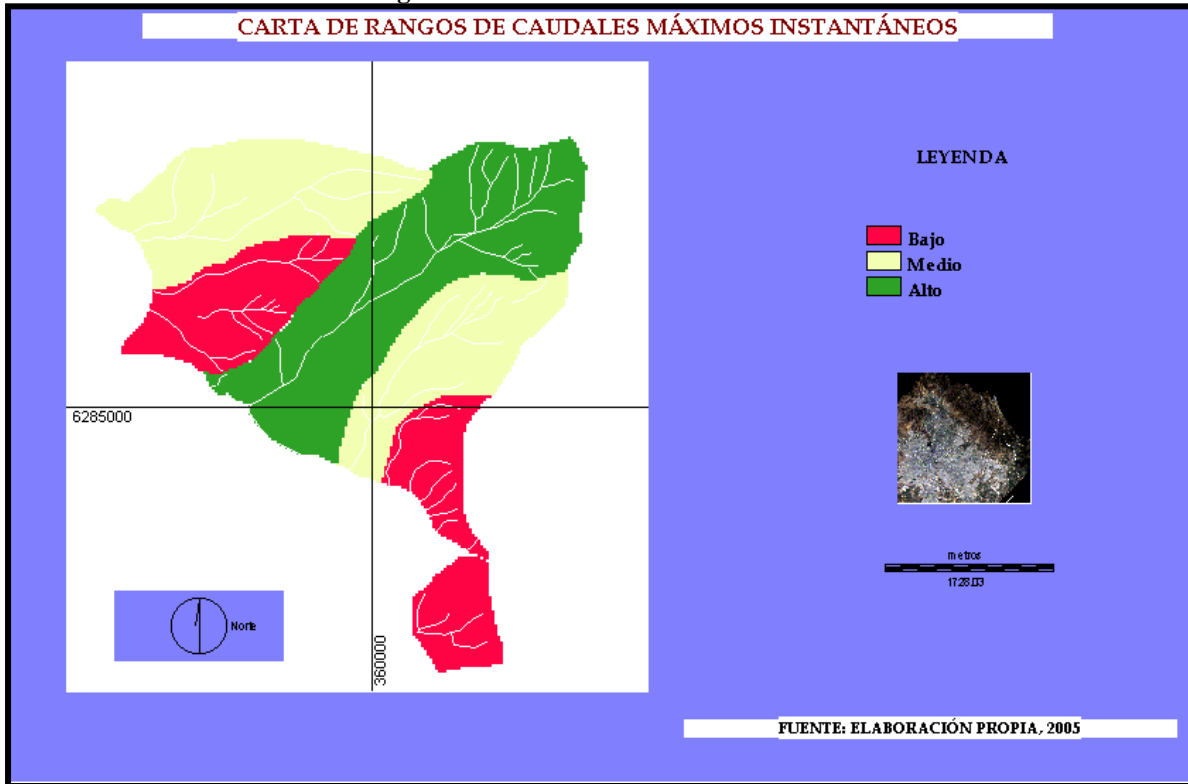 CARTA DE RANGOS DE CAUDALES MÁXIMOS INSTANTÁNEOS
LEYENDA
Bajo
Medio
Alto
6285000
360000
Norte
metros
1728.03
FUENTE: ELABORACIÓN PROPIA, 2005